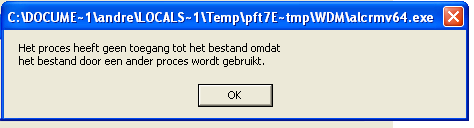 C:\DOCUME~1\andre\LOCALS~1\Temp\pft7E~tmp\WDM\alcrmv64.exe
Het proces heeft geen toegang tot het bestand omdat
het bestand door een ander proces wordt gebruikt.
OK